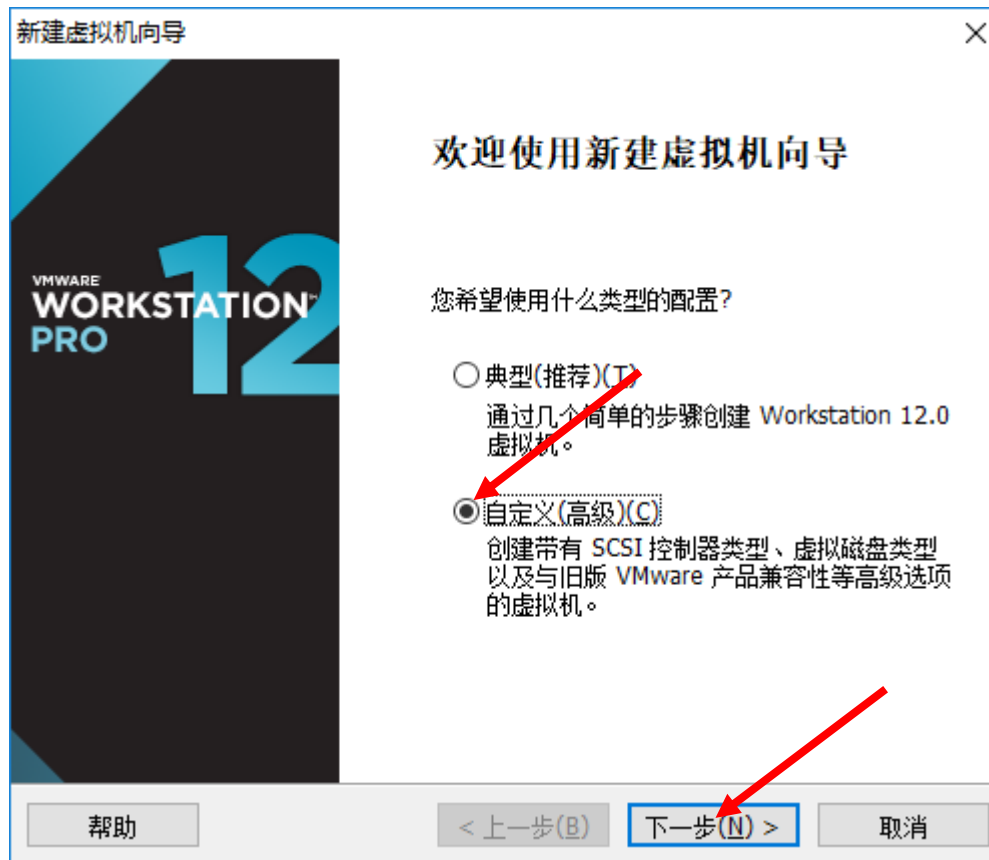 新建虚拟机向导
欢迎使用新建虚拟机向导
VMWARE
WORKSTATION™
PRO
12
您希望使用什么类型的配置?
典型(推荐)(T)
通过几个简单的步骤创建 Workstation 12.0
虚拟机。
自定义(高级)(C)
创建带有 SCSI 控制器类型、虚拟磁盘类型
以及与旧版 VMware 产品兼容性等高级选项
的虚拟机。
帮助
< 上一步(B)
下一步(N) >
取消